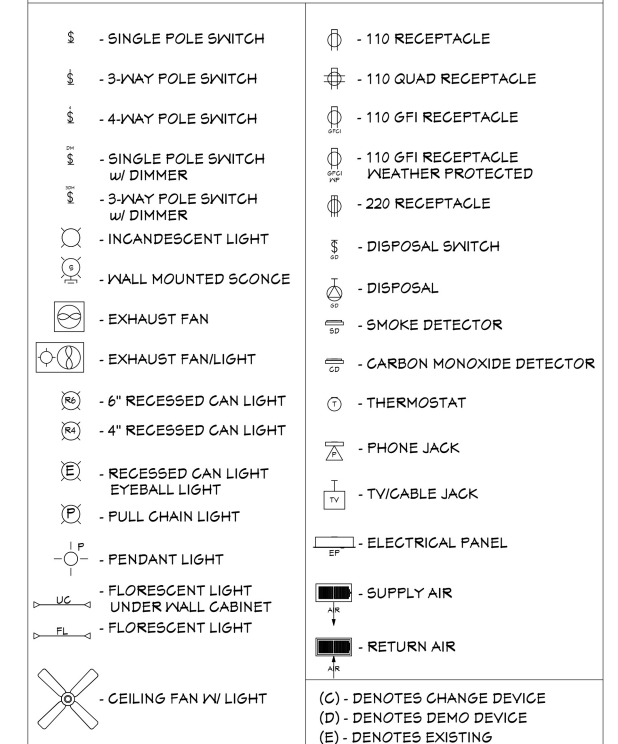 $ - SINGLE POLE SWITCH
3
$ - 3-WAY POLE SWITCH
4
$ - 4-WAY POLE SWITCH
DM
$ - SINGLE POLE SWITCH
w/ DIMMER
3DM
$ - 3-WAY POLE SWITCH
w/ DIMMER
- INCANDESCENT LIGHT
S - WALL MOUNTED SCONCE
- EXHAUST FAN
- EXHAUST FAN/LIGHT
R6 - 6" RECESSED CAN LIGHT
R4 - 4" RECESSED CAN LIGHT
E - RECESSED CAN LIGHT
EYEBALL LIGHT
P - PULL CHAIN LIGHT
P
- PENDANT LIGHT
UC - FLORESCENT LIGHT
UNDER WALL CABINET
FL - FLORESCENT LIGHT
- CEILING FAN W/ LIGHT
- 110 RECEPTACLE
- 110 QUAD RECEPTACLE
- 110 GFI RECEPTACLE
GFCI
- 110 GFI RECEPTACLE
GFCI WEATHER PROTECTED
WP
- 220 RECEPTACLE
$ - DISPOSAL SWITCH
GD
- DISPOSAL
GD
- SMOKE DETECTOR
SD
- CARBON MONOXIDE DETECTOR
CD
T - THERMOSTAT
P - PHONE JACK
TV - TV/CABLE JACK
- ELECTRICAL PANEL
EP
- SUPPLY AIR
AIR
- RETURN AIR
AIR
(C) - DENOTES CHANGE DEVICE
(D) - DENOTES DEMO DEVICE
(E) - DENOTES EXISTING